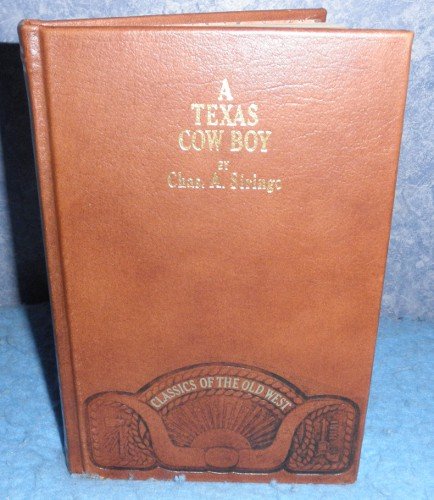 A
TEXAS
COW BOY
BY
Chas. A. Siringo
CLASSICS OF THE OLD WEST